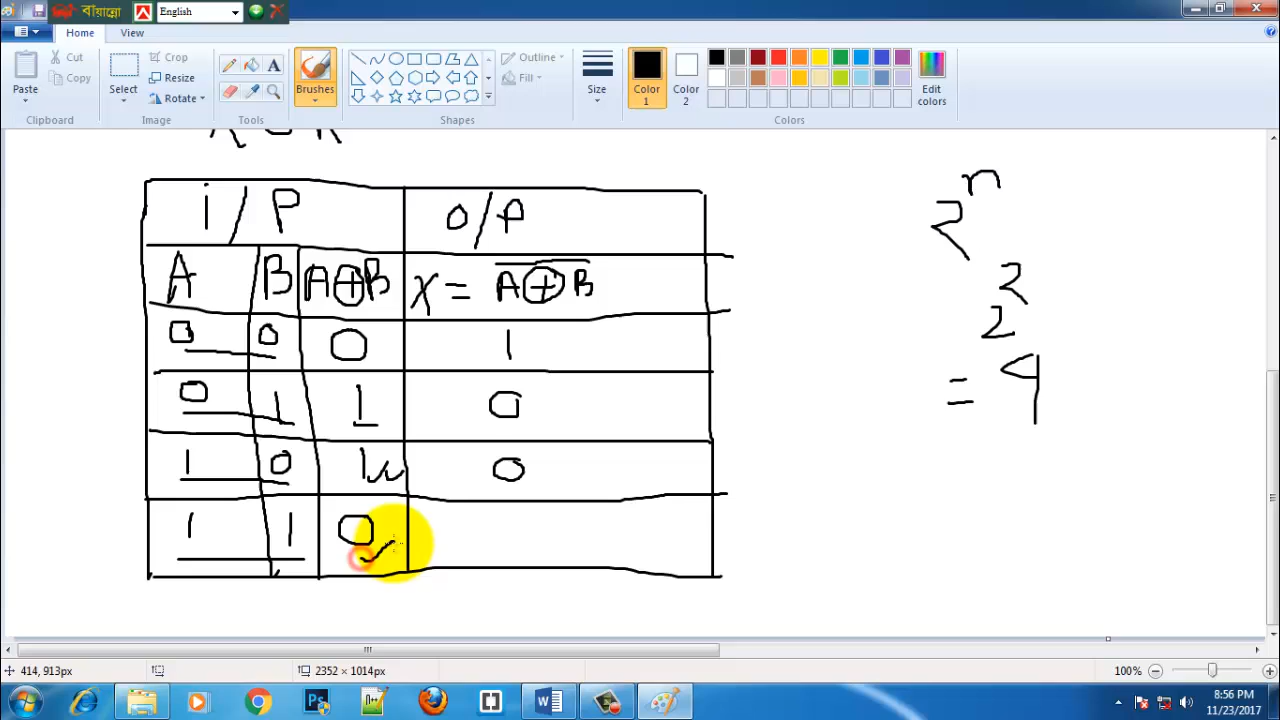 বায়ান্নো English
Home View
Cut
Copy
Paste
Clipboard
Select
Crop
Resize
Rotate
Image
Tools
Brushes
Outline
Fill
Shapes
Size
Color 1
Color 2
Edit colors
Colors
i/P O/P
A B A⊕B X = \overline{A⊕B}
0 0 0 1
0 1 1 0
1 0 1 0
1 1 0
2^n
2^2
= 4
414, 913px
2352 × 1014px
100%
8:56 PM
11/23/2017